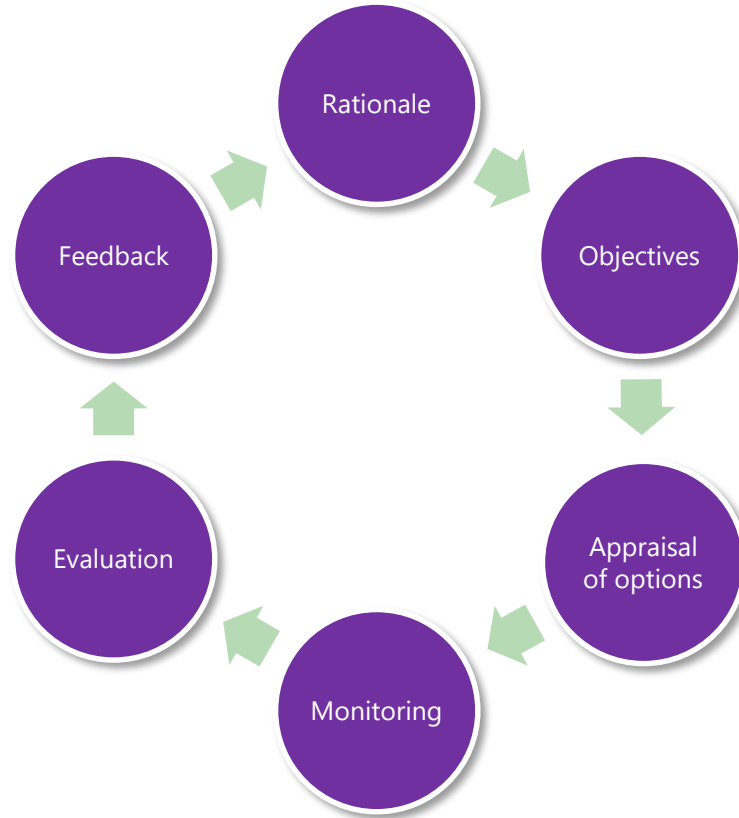 Rationale
Objectives
Appraisal
of options
Monitoring
Evaluation
Feedback